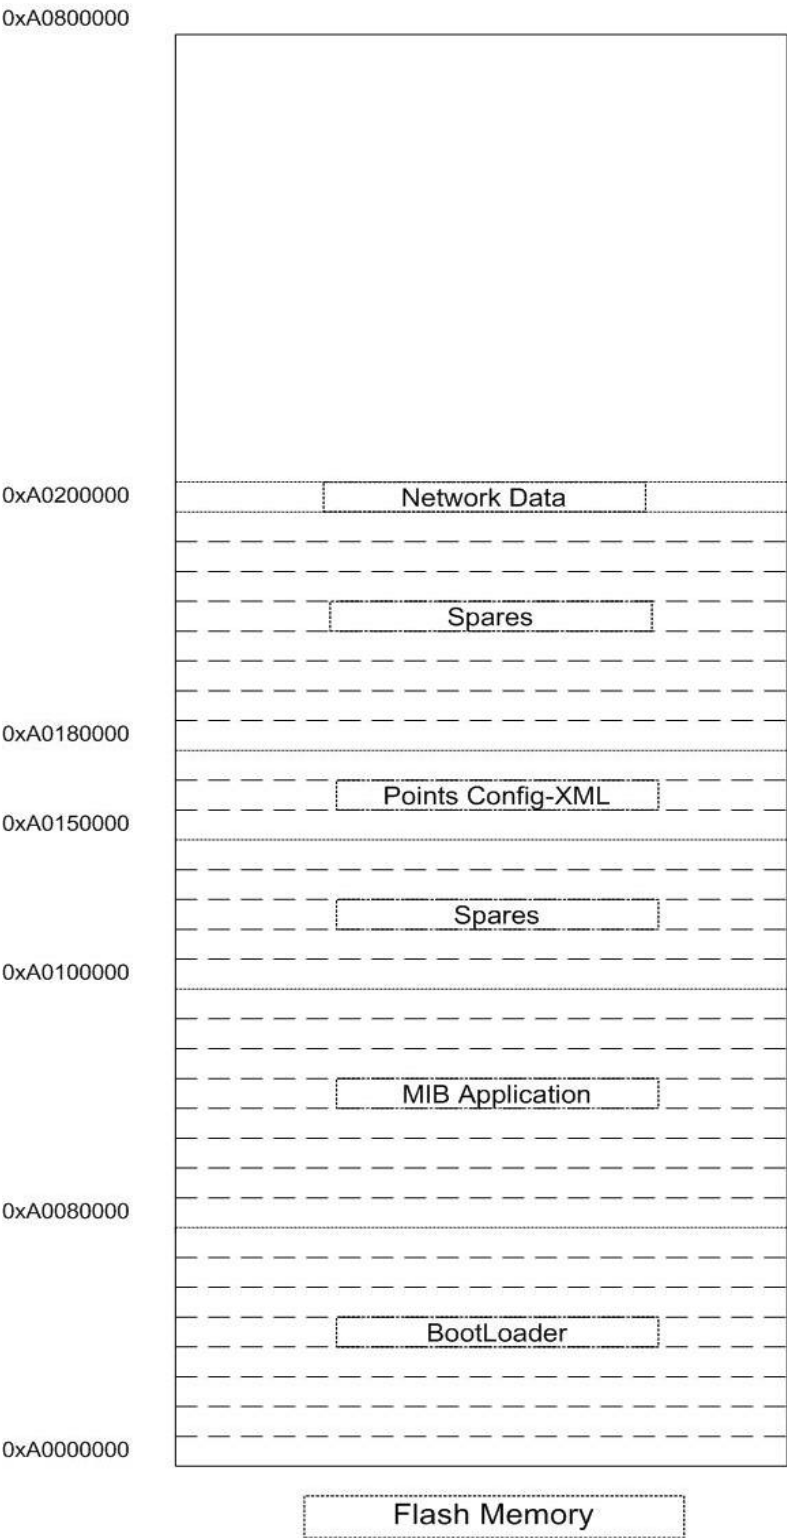 0xA0800000
0xA0200000
Network Data
Spares
0xA0180000
Points Config-XML
0xA0150000
Spares
0xA0100000
MIB Application
0xA0080000
BootLoader
0xA0000000
Flash Memory